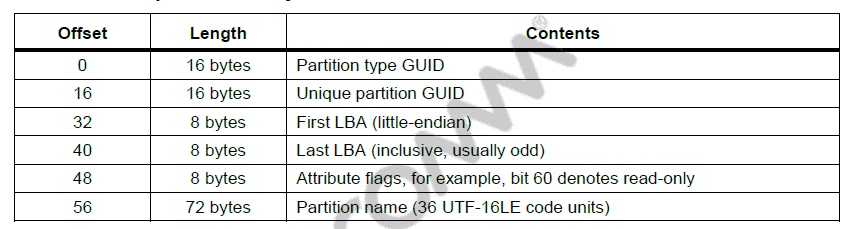 Offset Length Contents
0 16 bytes Partition type GUID
16 16 bytes Unique partition GUID
32 8 bytes First LBA (little-endian)
40 8 bytes Last LBA (inclusive, usually odd)
48 8 bytes Attribute flags, for example, bit 60 denotes read-only
56 72 bytes Partition name (36 UTF-16LE code units)